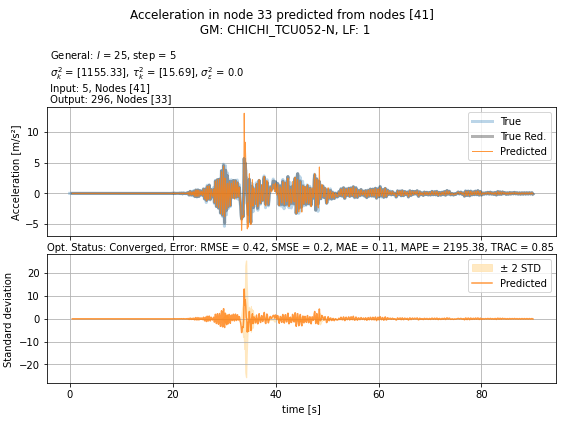 Acceleration in node 33 predicted from nodes [41]
GM: CHICHI_TCU052-N, LF: 1
General: l = 25, step = 5
σ²ₖ = [1155.33], τ²ₖ = [15.69], σ²ε = 0.0
Input: 5, Nodes [41]
Output: 296, Nodes [33]
Acceleration [m/s²]
10
5
0
−5
True
True Red.
Predicted
Opt. Status: Converged, Error: RMSE = 0.42, SMSE = 0.2, MAE = 0.11, MAPE = 2195.38, TRAC = 0.85
Standard deviation
20
10
0
−10
−20
± 2 STD
Predicted
0 20 40 60 80
time [s]